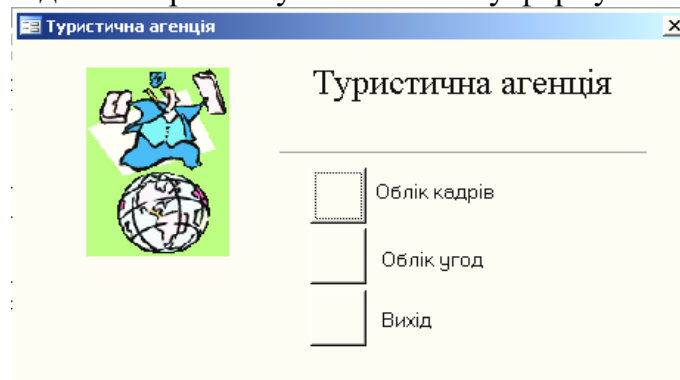 Туристична агенція
Туристична агенція
Облік кадрів
Облік угод
Вихід